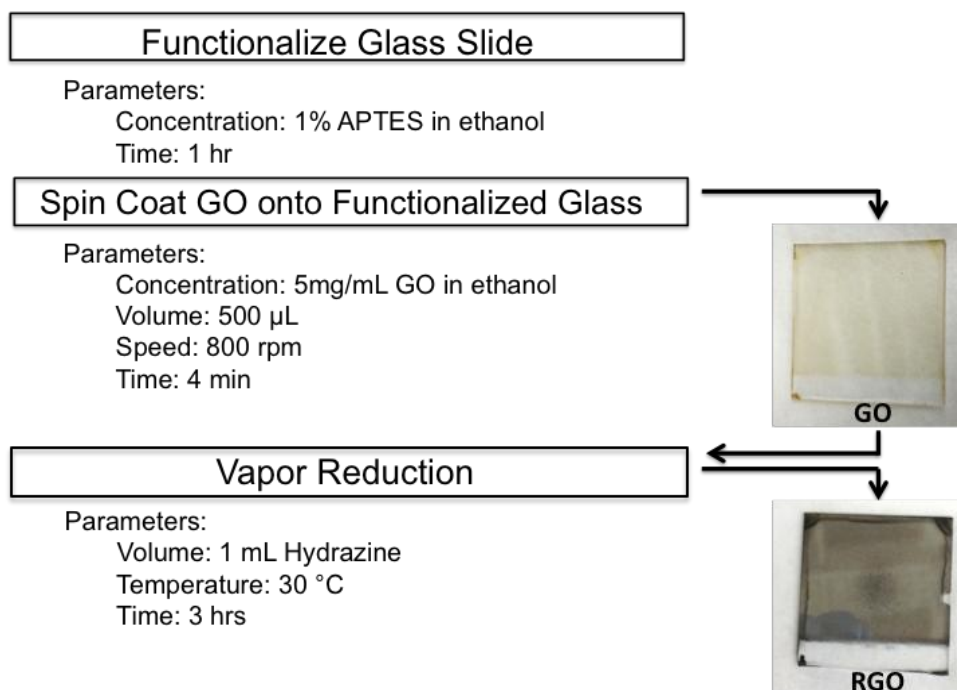 Functionalize Glass Slide
Parameters:
Concentration: 1% APTES in ethanol
Time: 1 hr
Spin Coat GO onto Functionalized Glass
Parameters:
Concentration: 5mg/mL GO in ethanol
Volume: 500 µL
Speed: 800 rpm
Time: 4 min
GO
Vapor Reduction
Parameters:
Volume: 1 mL Hydrazine
Temperature: 30 °C
Time: 3 hrs
RGO